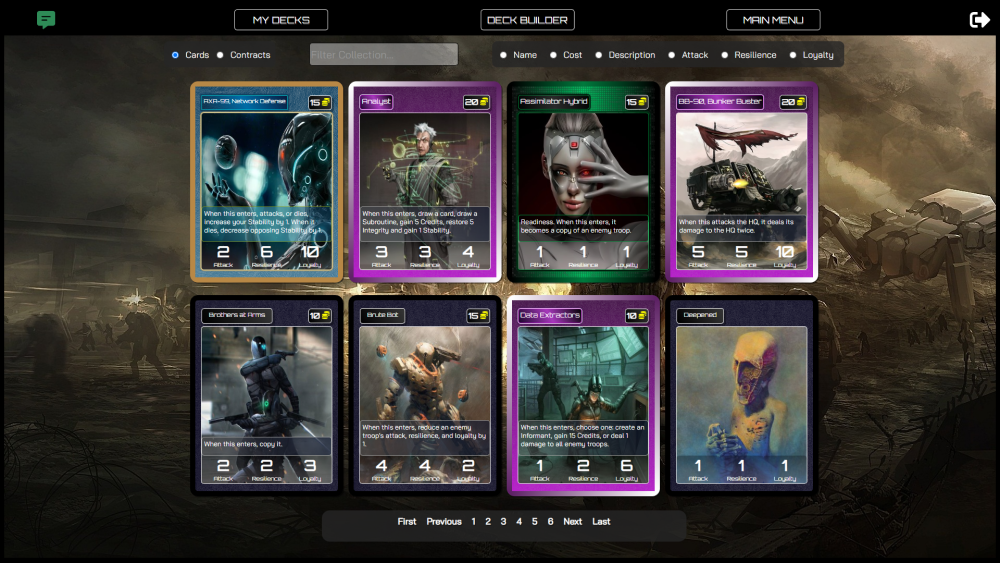 MY DECKS
DECK BUILDER
MAIN MENU
Cards
Contracts
Filter Collection...
Name
Cost
Description
Attack
Resilience
Loyalty
AXA-99, Network Defense
15
When this enters, attacks, or dies,
increase your Stability by 1. When it
dies, decrease opposing Stability by 1.
2 6 10
Attack Resilience Loyalty
Analyst
20
When this enters, draw a card, draw a
Subroutine, gain 5 Credits, restore 5
Integrity and gain 1 Stability.
3 3 4
Attack Resilience Loyalty
Assimilator Hybrid
15
Readiness. When this enters, it
becomes a copy of an enemy troop.
1 1 1
Attack Resilience Loyalty
BB-90, Bunker Buster
20
When this attacks the HQ, it deals its
damage to the HQ twice.
5 5 10
Attack Resilience Loyalty
Brothers at Arms
10
When this enters, copy it.
2 2 3
Attack Resilience Loyalty
Brute Bot
15
When this enters, reduce an enemy
troop's attack, resilience, and loyalty by
1.
4 4 2
Attack Resilience Loyalty
Data Extractors
10
When this enters, choose one: create an
Informant, gain 15 Credits, or deal 1
damage to all enemy troops.
1 2 6
Attack Resilience Loyalty
Deepened
1 1 1
Attack Resilience Loyalty
First Previous 1 2 3 4 5 6 Next Last